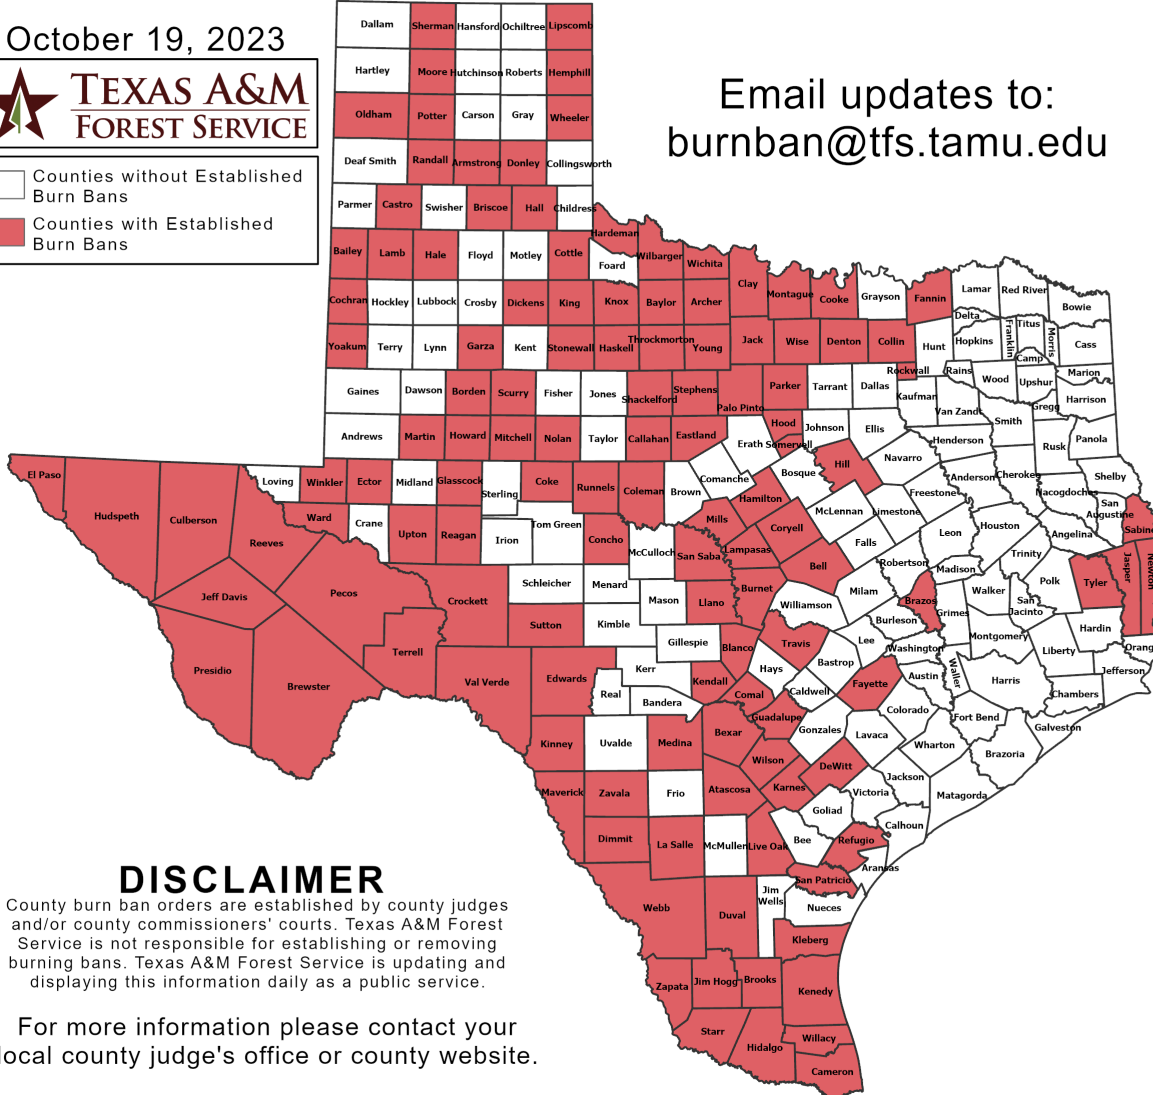 October 19, 2023
TEXAS A&M
FOREST SERVICE
Counties without Established
Burn Bans
Counties with Established
Burn Bans
Email updates to:
burnban@tfs.tamu.edu
Dallam Sherman Hansford Ochiltree Lipscomb
Hartley Moore Hutchinson Roberts Hemphill
Oldham Potter Carson Gray Wheeler
Deaf Smith Randall Armstrong Donley Collingsworth
Parmer Castro Swisher Briscoe Hall Childress
Hardeman
Bailey Lamb Hale Floyd Motley Cottle Foard Wilbarger Wichita
Clay Montague Cooke Grayson Fannin Lamar Red River Bowie
Cochran Hockley Lubbock Crosby Dickens King Knox Baylor Archer
Delta Franklin Titus Morris Cass
Yoakum Terry Lynn Garza Kent Stonewall Haskell Throckmorton Young Jack Wise Denton Collin Hunt Hopkins Camp
Rockwall Rains Wood Upshur Marion
Gaines Dawson Borden Scurry Fisher Jones Shackelford Stephens Palo Pinto Parker Tarrant Dallas Kaufman Van Zandt Gregg Harrison
Andrews Martin Howard Mitchell Nolan Taylor Callahan Eastland Erath Hood Somervell Johnson Ellis Henderson Smith Rusk Panola
El Paso Loving Winkler Ector Midland Glasscock Sterling Coke Runnels Coleman Brown Comanche Bosque Hill Navarro Anderson Cherokee Shelby
Hudspeth Culberson Ward Crane Upton Reagan Irion Tom Green Concho Mills Hamilton McLennan Limestone Freestone Nacogdoches San
Augustine Sabine
Reeves McCulloch San Saba Lampasas Coryell Falls Leon Houston Angelina
Jeff Davis Pecos Crockett Schleicher Menard Mason Llano Burnet Bell Milam Robertson Madison Trinity Polk Tyler Jasper Newton
Sutton Kimble Williamson Brazos Burleson Grimes Walker San
Jacinto Hardin
Presidio Brewster Terrell Val Verde Edwards Kerr Gillespie Blanco Travis Lee Washington Montgomery Liberty Orang
Real Bandera Kendall Hays Bastrop Fayette Austin Waller Harris Chambers Jefferson
Comal Caldwell Colorado Fort Bend Galveston
Kinney Uvalde Medina Bexar Guadalupe Gonzales Lavaca Wharton Brazoria
Maverick Zavala Frio Atascosa Wilson Karnes DeWitt Victoria Jackson Matagorda
Dimmit La Salle McMullen Live Oak Bee Goliad Refugio Calhoun
Aransas
Webb Duval Jim
Wells San Patricio Nueces
Kleberg
Zapata Jim Hogg Brooks Kenedy
Starr Hidalgo Willacy
Cameron
DISCLAIMER
County burn ban orders are established by county judges
and/or county commissioners' courts. Texas A&M Forest
Service is not responsible for establishing or removing
burning bans. Texas A&M Forest Service is updating and
displaying this information daily as a public service.
For more information please contact your
local county judge's office or county website.